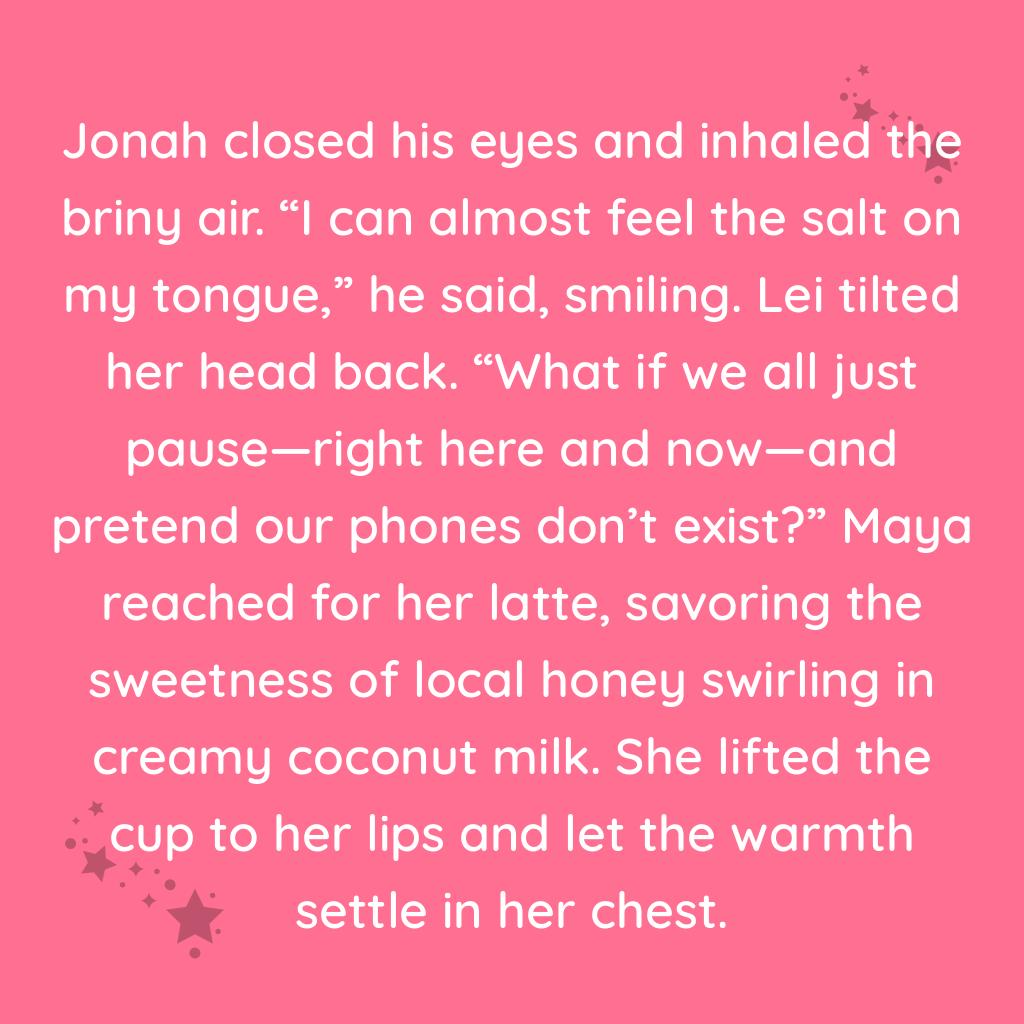 Jonah closed his eyes and inhaled the
briny air. “I can almost feel the salt on
my tongue,” he said, smiling. Lei tilted
her head back. “What if we all just
pause—right here and now—and
pretend our phones don’t exist?” Maya
reached for her latte, savoring the
sweetness of local honey swirling in
creamy coconut milk. She lifted the
cup to her lips and let the warmth
settle in her chest.